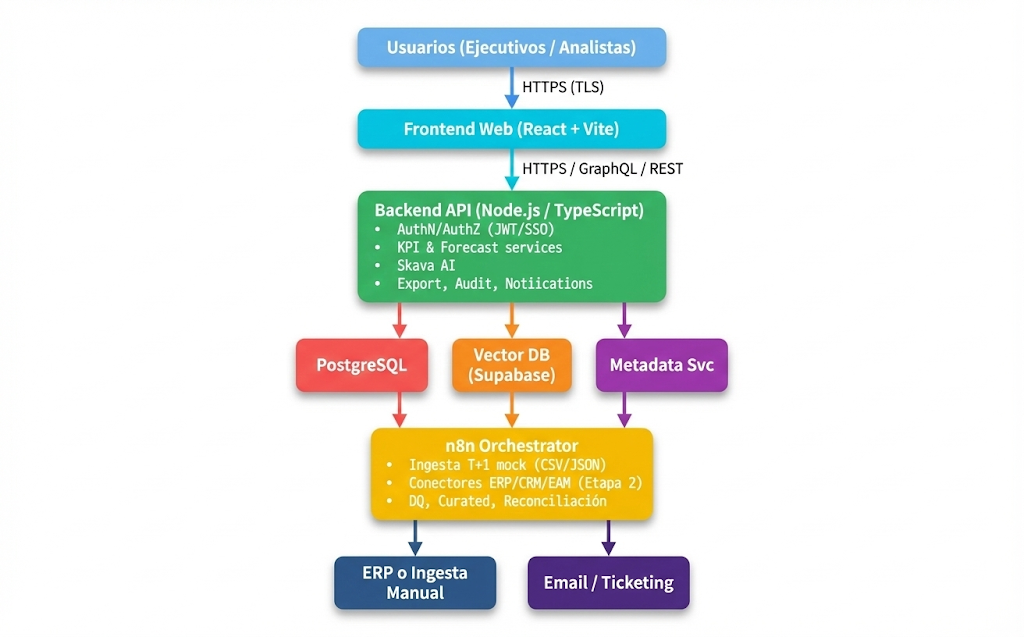 Usuarios (Ejecutivos / Analistas)
HTTPS (TLS)
Frontend Web (React + Vite)
HTTPS / GraphQL / REST
Backend API (Node.js / TypeScript)
• AuthN/AuthZ (JWT/SSO)
• KPI & Forecast services
• Skava AI
• Export, Audit, Notiications
PostgreSQL
Vector DB
(Supabase)
Metadata Svc
n8n Orchestrator
• Ingesta T+1 mock (CSV/JSON)
• Conectores ERP/CRM/EAM (Etapa 2)
• DQ, Curated, Reconciliación
ERP o Ingesta
Manual
Email / Ticketing